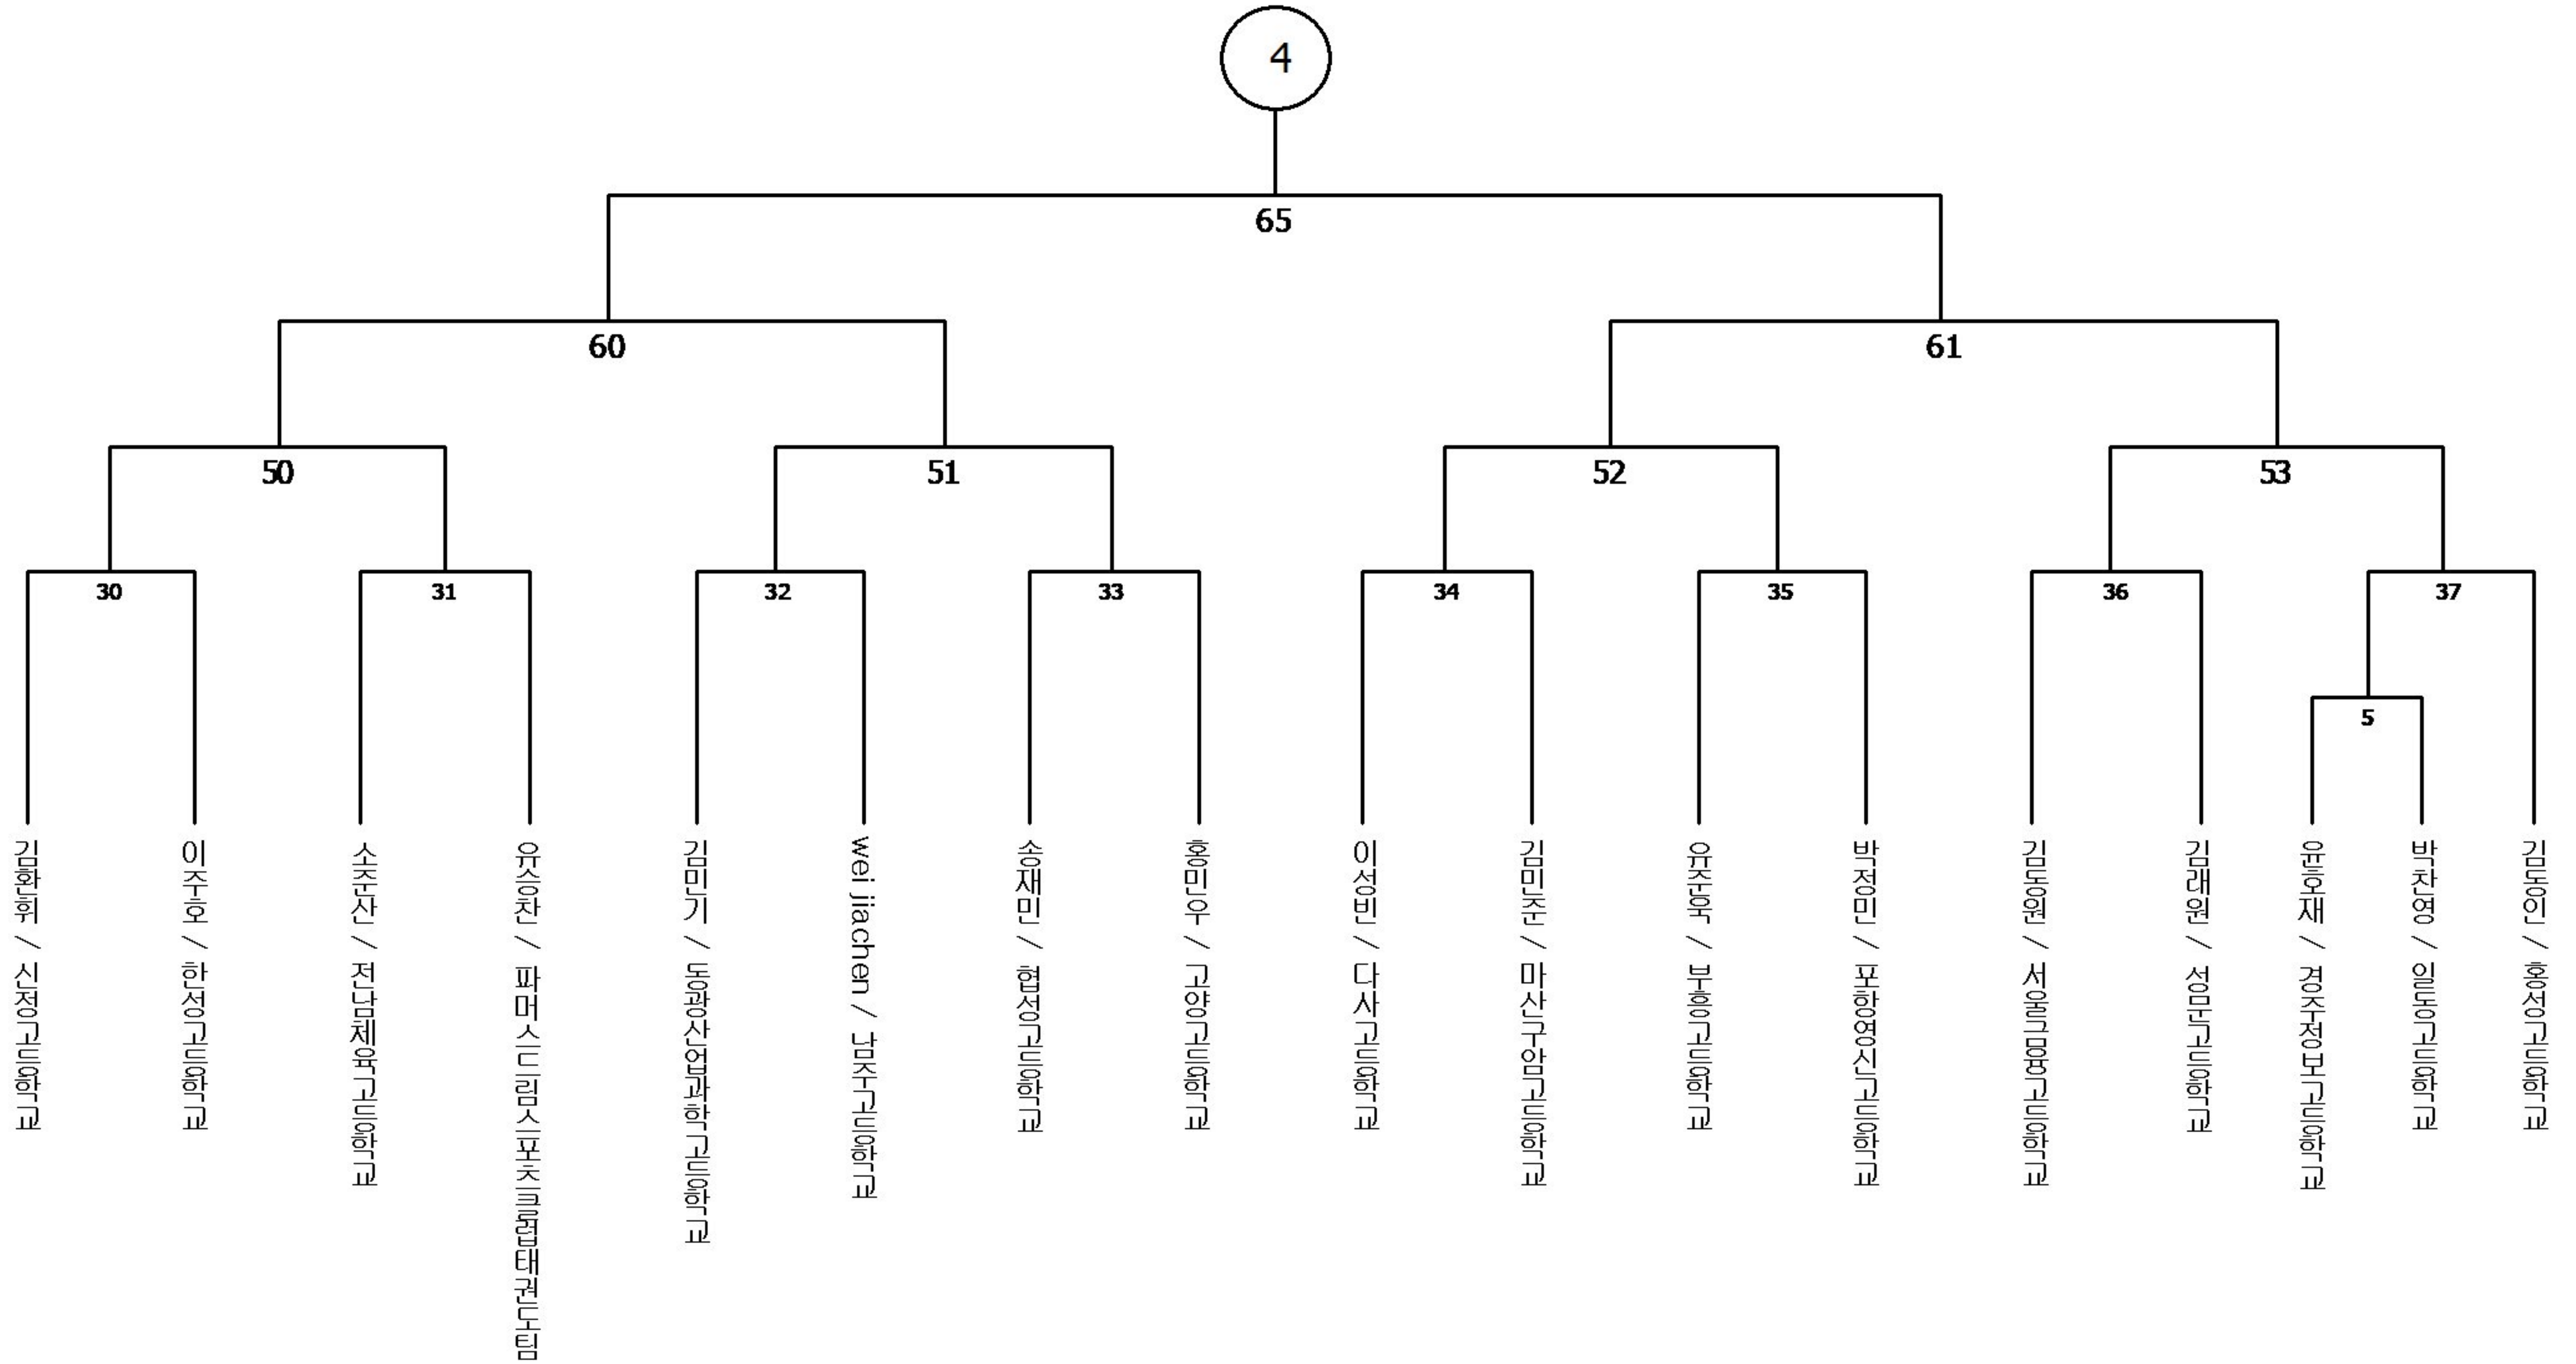 4
65
60
61
50
51
52
53
30
31
32
33
34
35
36
37
5
김환휘 / 신정고등학교
이주호 / 한성고등학교
소준산 / 전남체육고등학교
유승찬 / 파머스드림스포츠클럽태권도팀
김민기 / 동광산업과학고등학교
wei jiachen / 남주고등학교
송재민 / 협성고등학교
홍민우 / 고양고등학교
이성빈 / 다사고등학교
김민준 / 마산구암고등학교
유준욱 / 부흥고등학교
박정민 / 포항영신고등학교
김동원 / 서울금융고등학교
김래원 / 성문고등학교
윤호재 / 경주정보고등학교
박찬영 / 일동고등학교
김동인 / 홍성고등학교